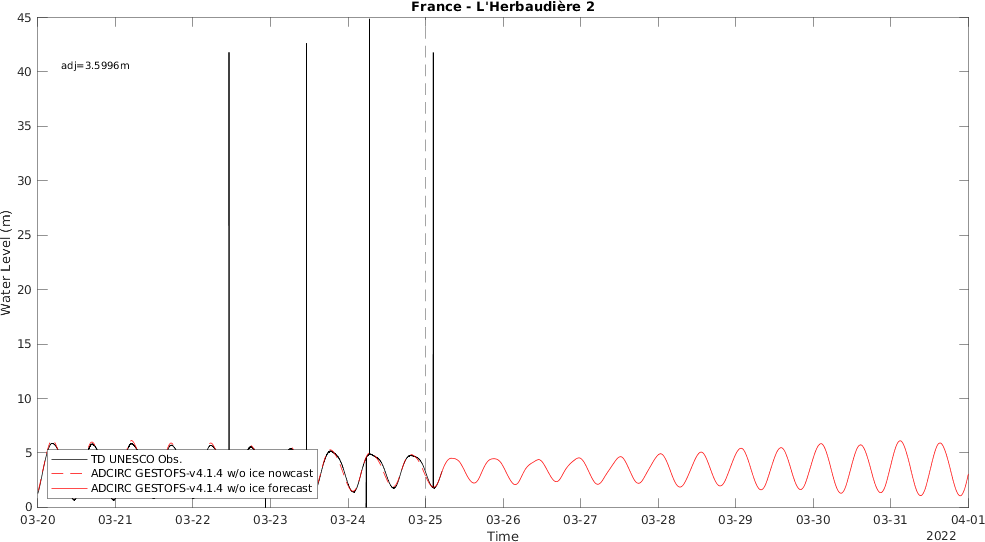 France - L'Herbaudière 2
45
40
35
30
25
20
15
10
5
0
adj=3.5996m
Water Level (m)
TD UNESCO Obs.
ADCIRC GESTOFS-v4.1.4 w/o ice nowcast
ADCIRC GESTOFS-v4.1.4 w/o ice forecast
03-20 03-21 03-22 03-23 03-24 03-25 03-26 03-27 03-28 03-29 03-30 03-31 04-01
Time
2022